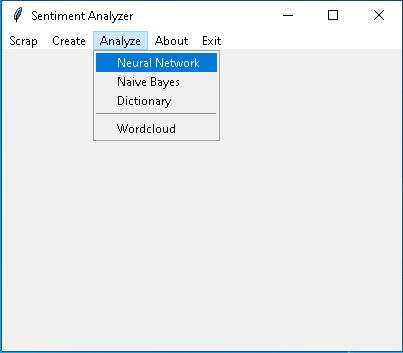 Sentiment Analyzer
Scrap Create Analyze About Exit
Neural Network
Naive Bayes
Dictionary
Wordcloud